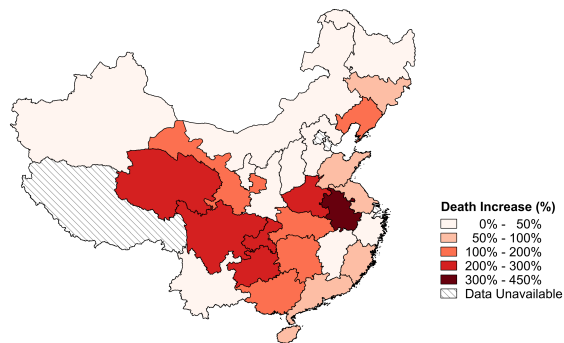 Death Increase (%)
0% - 50%
50% - 100%
100% - 200%
200% - 300%
300% - 450%
Data Unavailable